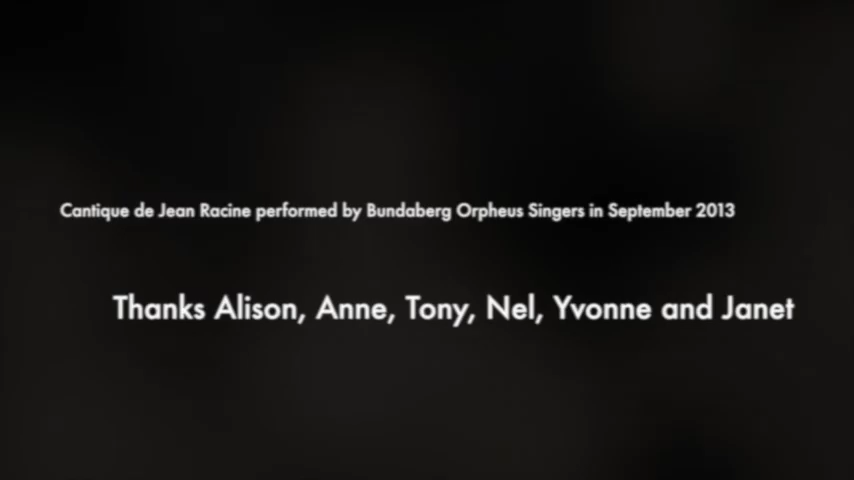 Cantique de Jean Racine performed by Bundaberg Orpheus Singers in September 2013
Thanks Alison, Anne, Tony, Nel, Yvonne and Janet